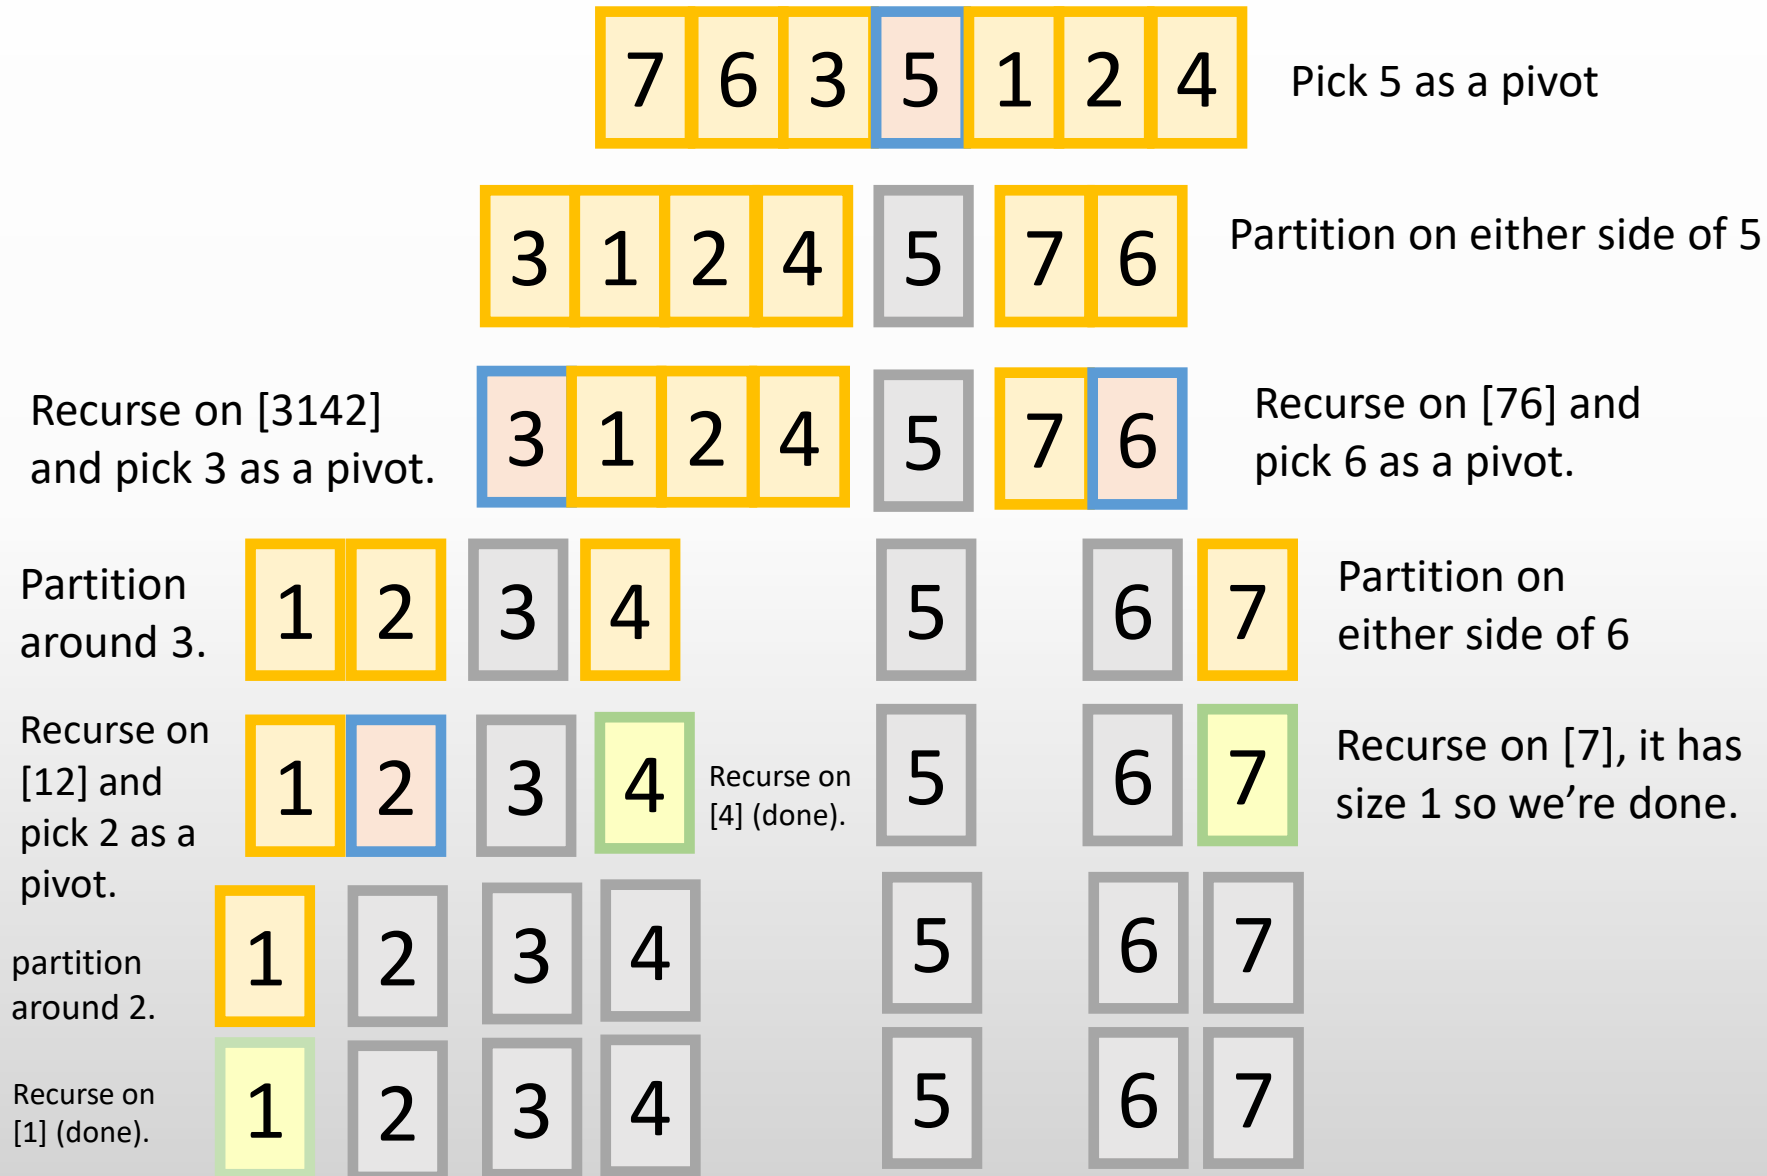 7 6 3 5 1 2 4 Pick 5 as a pivot
3 1 2 4 5 7 6 Partition on either side of 5
Recurse on [3142]
and pick 3 as a pivot.
3 1 2 4 5 7 6
Recurse on [76] and
pick 6 as a pivot.
Partition
around 3.
1 2 3 4 5 6 7
Partition on
either side of 6
Recurse on
[12] and
pick 2 as a
pivot.
1 2 3 4
Recurse on
[4] (done).
5 6 7
Recurse on [7], it has
size 1 so we’re done.
partition
around 2.
1 2 3 4 5 6 7
Recurse on
[1] (done).
1 2 3 4 5 6 7